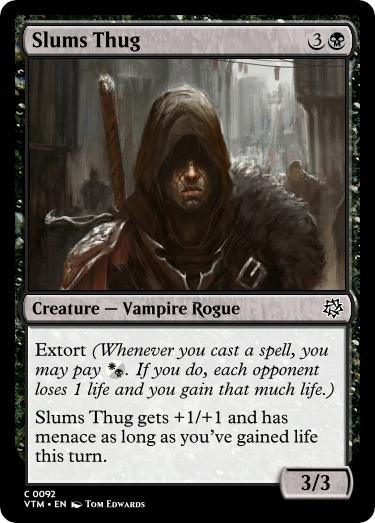 Slums Thug 3
Creature — Vampire Rogue
Extort (Whenever you cast a spell, you
may pay . If you do, each opponent
loses 1 life and you gain that much life.)
Slums Thug gets +1/+1 and has
menace as long as you've gained life
this turn.
3/3
C 0092
VTM • EN Tom Edwards